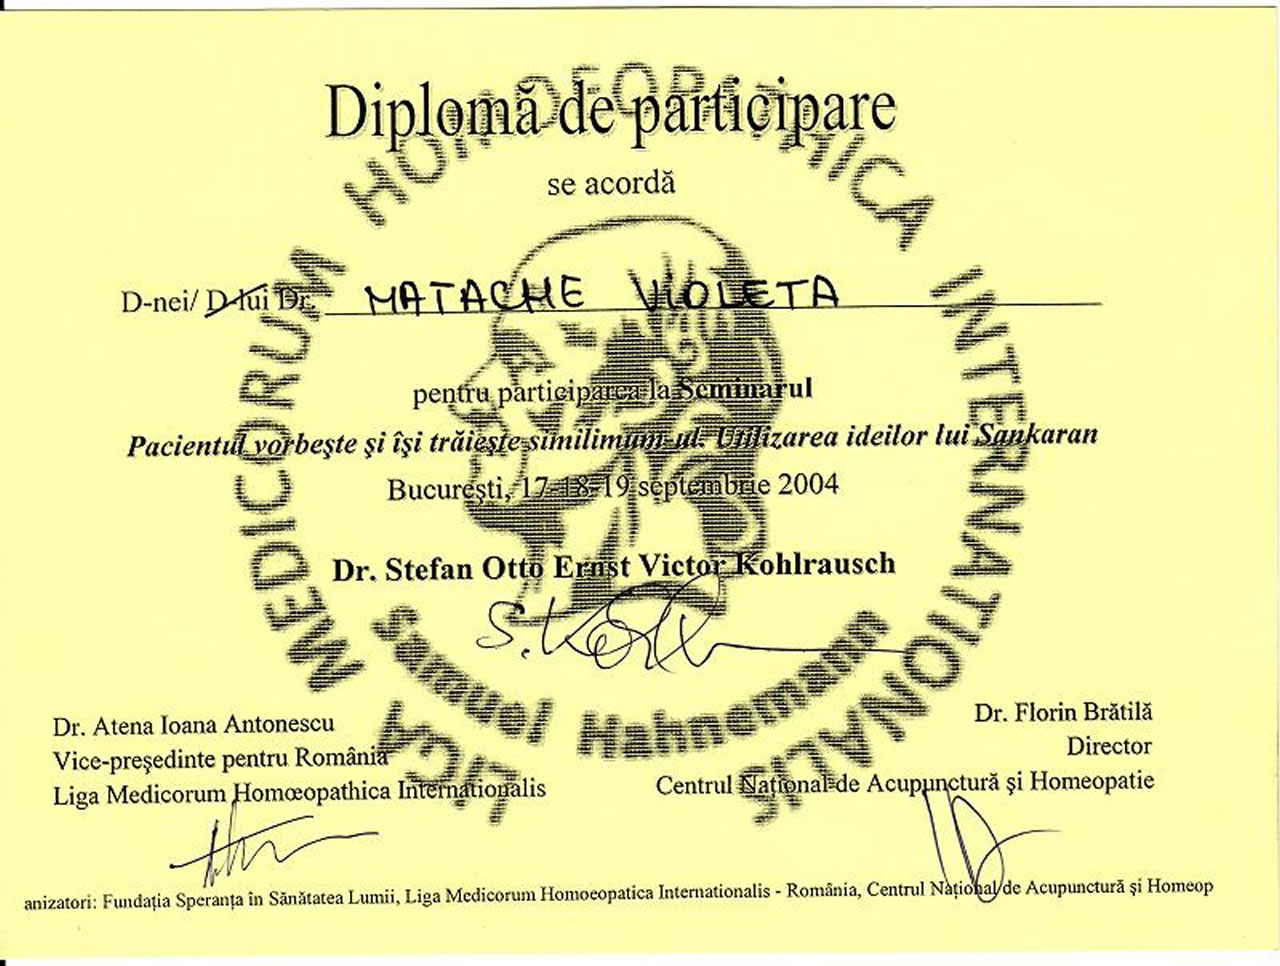 Diplomă de participare
se acordă
D-nei/ D-lui Dr. MATACHE VIOLETA
pentru participarea la Seminarul
Pacientul vorbeşte şi îşi trăieşte similimum-ul. Utilizarea ideilor lui Sankaran
Bucureşti, 17-18-19 septembrie 2004
Dr. Stefan Otto Ernst Victor Kohlrausch
Dr. Atena Ioana Antonescu
Vice-preşedinte pentru România
Liga Medicorum Homœopathica Internationalis
Dr. Florin Brătilă
Director
Centrul Naţional de Acupunctură şi Homeopatie
anizatori: Fundaţia Speranţa în Sănătatea Lumii, Liga Medicorum Homoeopatica Internationalis - România, Centrul Naţional de Acupunctură şi Homeop
LIGA MEDICORUM HOMOEOPATHICA INTERNATIONALIS
Samuel Hahnemann